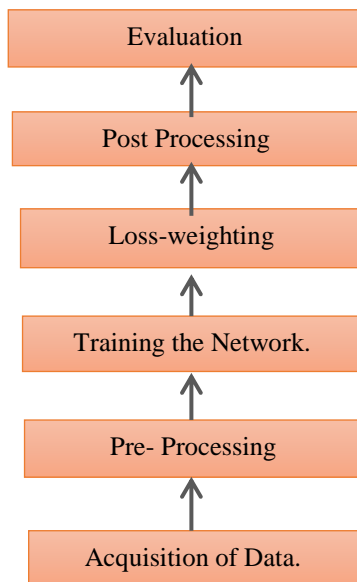 Evaluation
Post Processing
Loss-weighting
Training the Network.
Pre- Processing
Acquisition of Data.